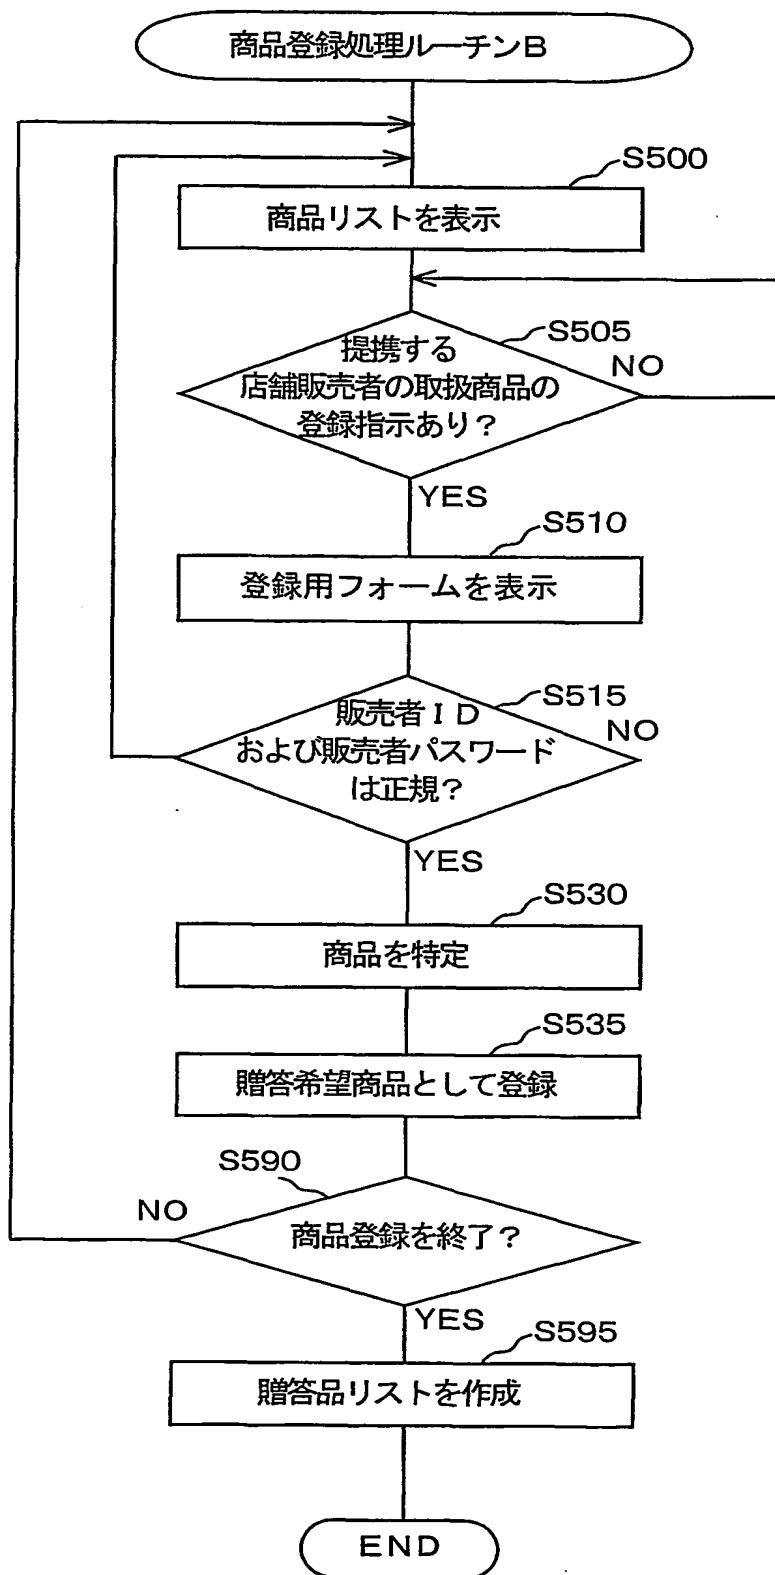 商品登録処理ルーチンB
S500
商品リストを表示
S505
提携する
NO
店舗販売者の取扱商品の
登録指示あり?
YES
S510
登録用フォームを表示
S515
販売者ID
NO
および販売者パスワード
は正規?
YES
S530
商品を特定
S535
贈答希望商品として登録
S590
NO
商品登録を終了?
YES
S595
贈答品リストを作成
END